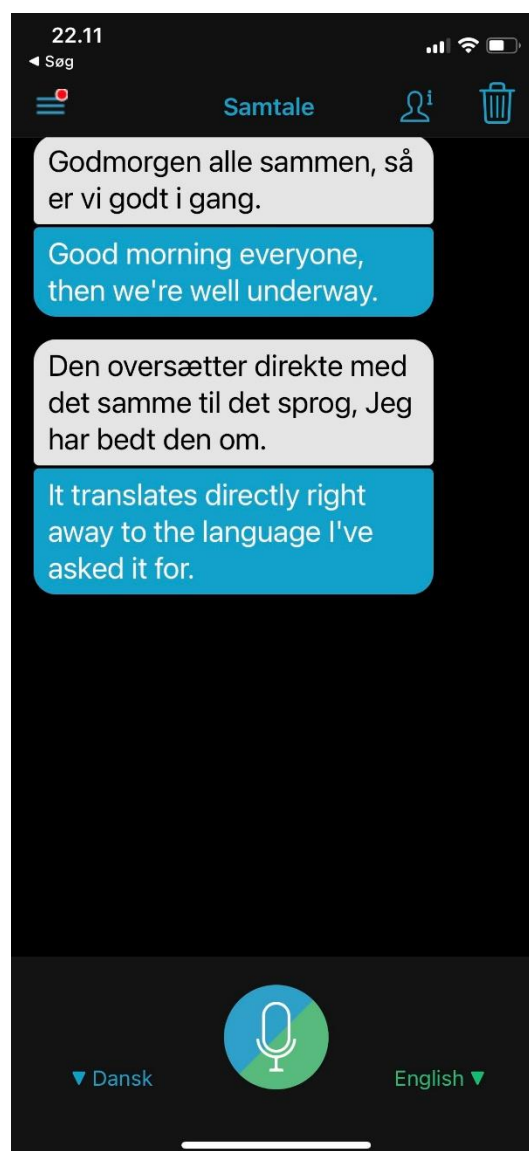 22.11
◀ Søg
Samtale
Godmorgen alle sammen, så
er vi godt i gang.
Good morning everyone,
then we're well underway.
Den oversætter direkte med
det samme til det sprog, Jeg
har bedt den om.
It translates directly right
away to the language I've
asked it for.
▼ Dansk
English ▼